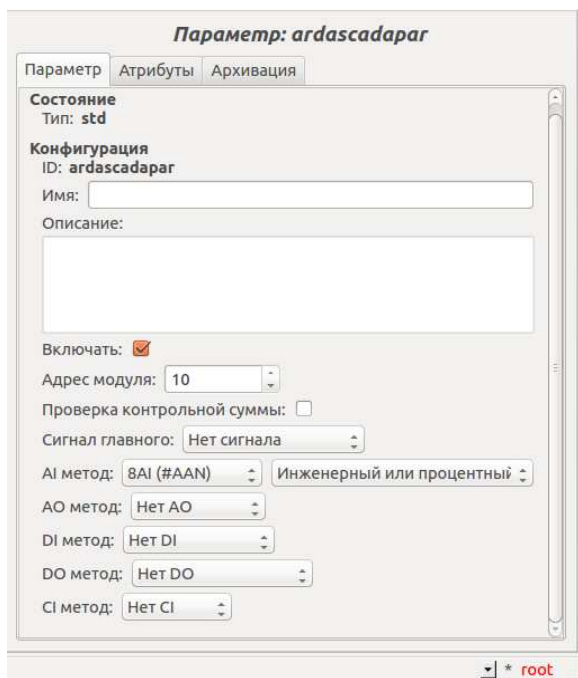 Параметр: ardascadapar
Параметр Атрибуты Архивация
Состояние
Тип: std
Конфигурация
ID: ardascadapar
Имя:
Описание:
Включать:
Адрес модуля: 10
Проверка контрольной суммы:
Сигнал главного: Нет сигнала
AI метод: 8AI (#AAN) Инженерный или процентный
АО метод: Нет АО
DI метод: Нет DI
DO метод: Нет DO
CI метод: Нет CI
* root